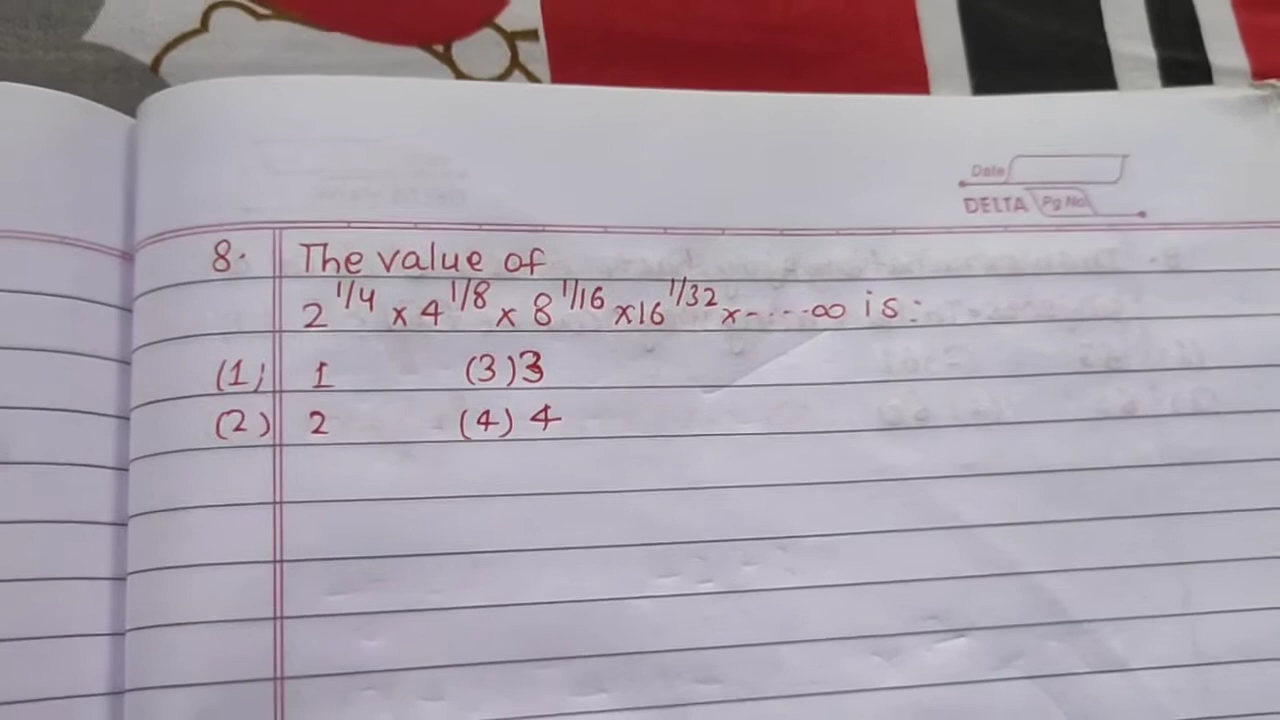 Date
DELTA Pg No
8. The value of
2^1/4 x 4^1/8 x 8^1/16 x 16^1/32 x ----- ∞ is:
(1) 1 (3) 3
(2) 2 (4) 4